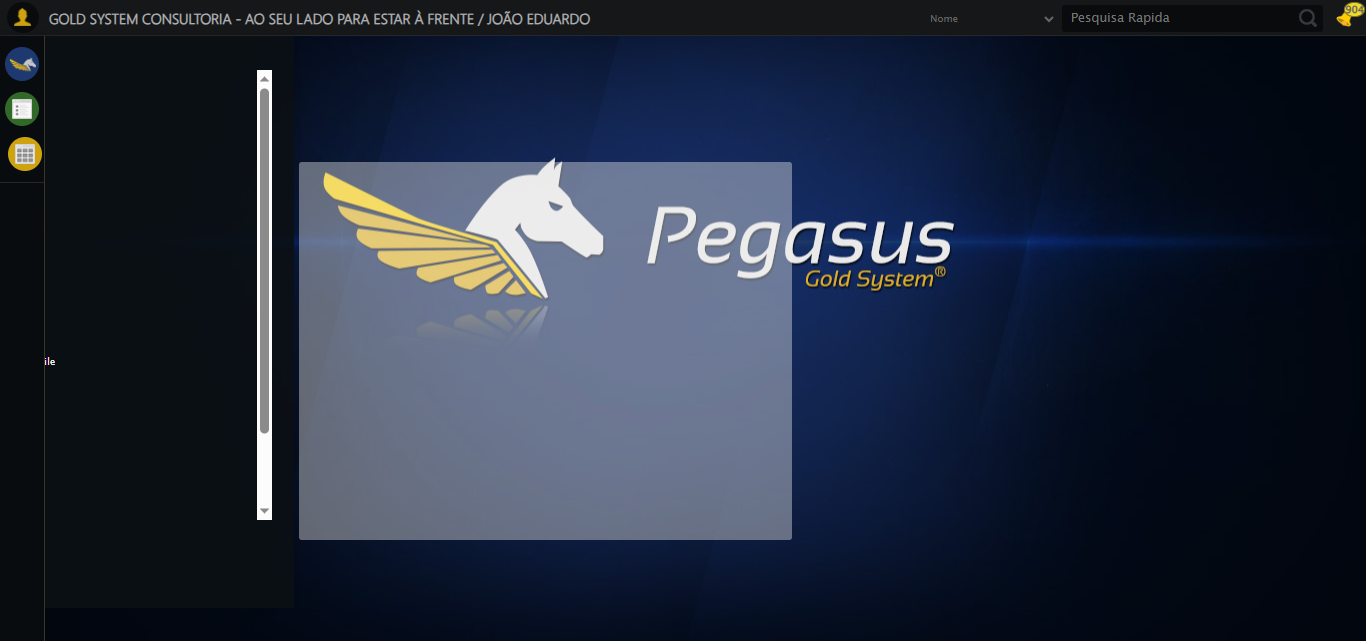 GOLD SYSTEM CONSULTORIA - AO SEU LADO PARA ESTAR À FRENTE / JOÃO EDUARDO
Nome
Pesquisa Rapida
904
Pegasus
Gold System®
ile